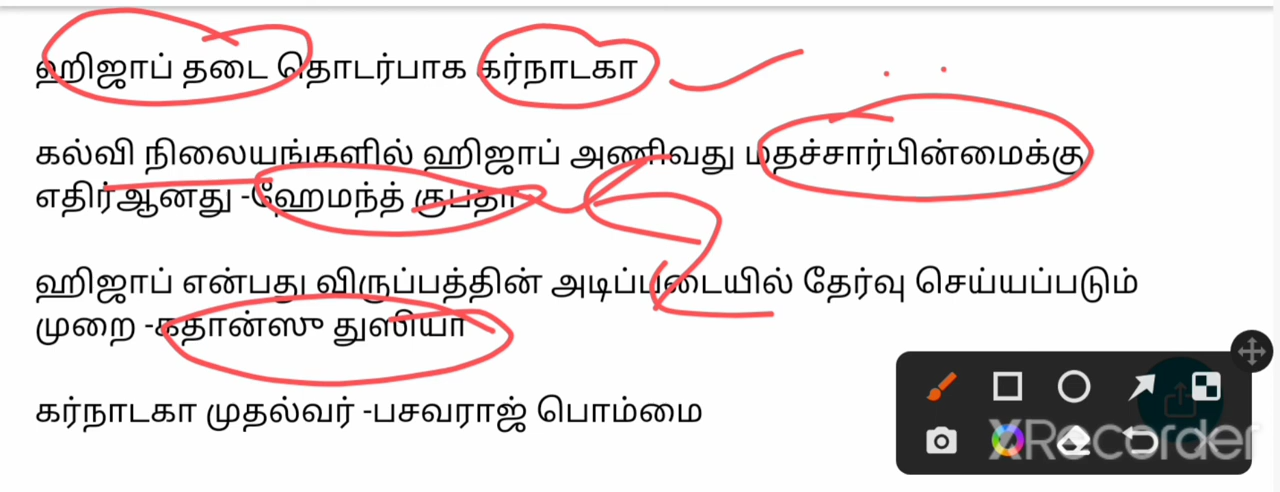 ஹிஜாப் தடை தொடர்பாக கர்நாடகா
கல்வி நிலையங்களில் ஹிஜாப் அணிவது மதச்சார்பின்மைக்கு
எதிர்ஆனது -ஹேமந்த் குப்தா
ஹிஜாப் என்பது விருப்பத்தின் அடிப்படையில் தேர்வு செய்யப்படும்
முறை -சுதான்ஸு துஸியா
கர்நாடகா முதல்வர் -பசவராஜ் பொம்மை
XRecorder